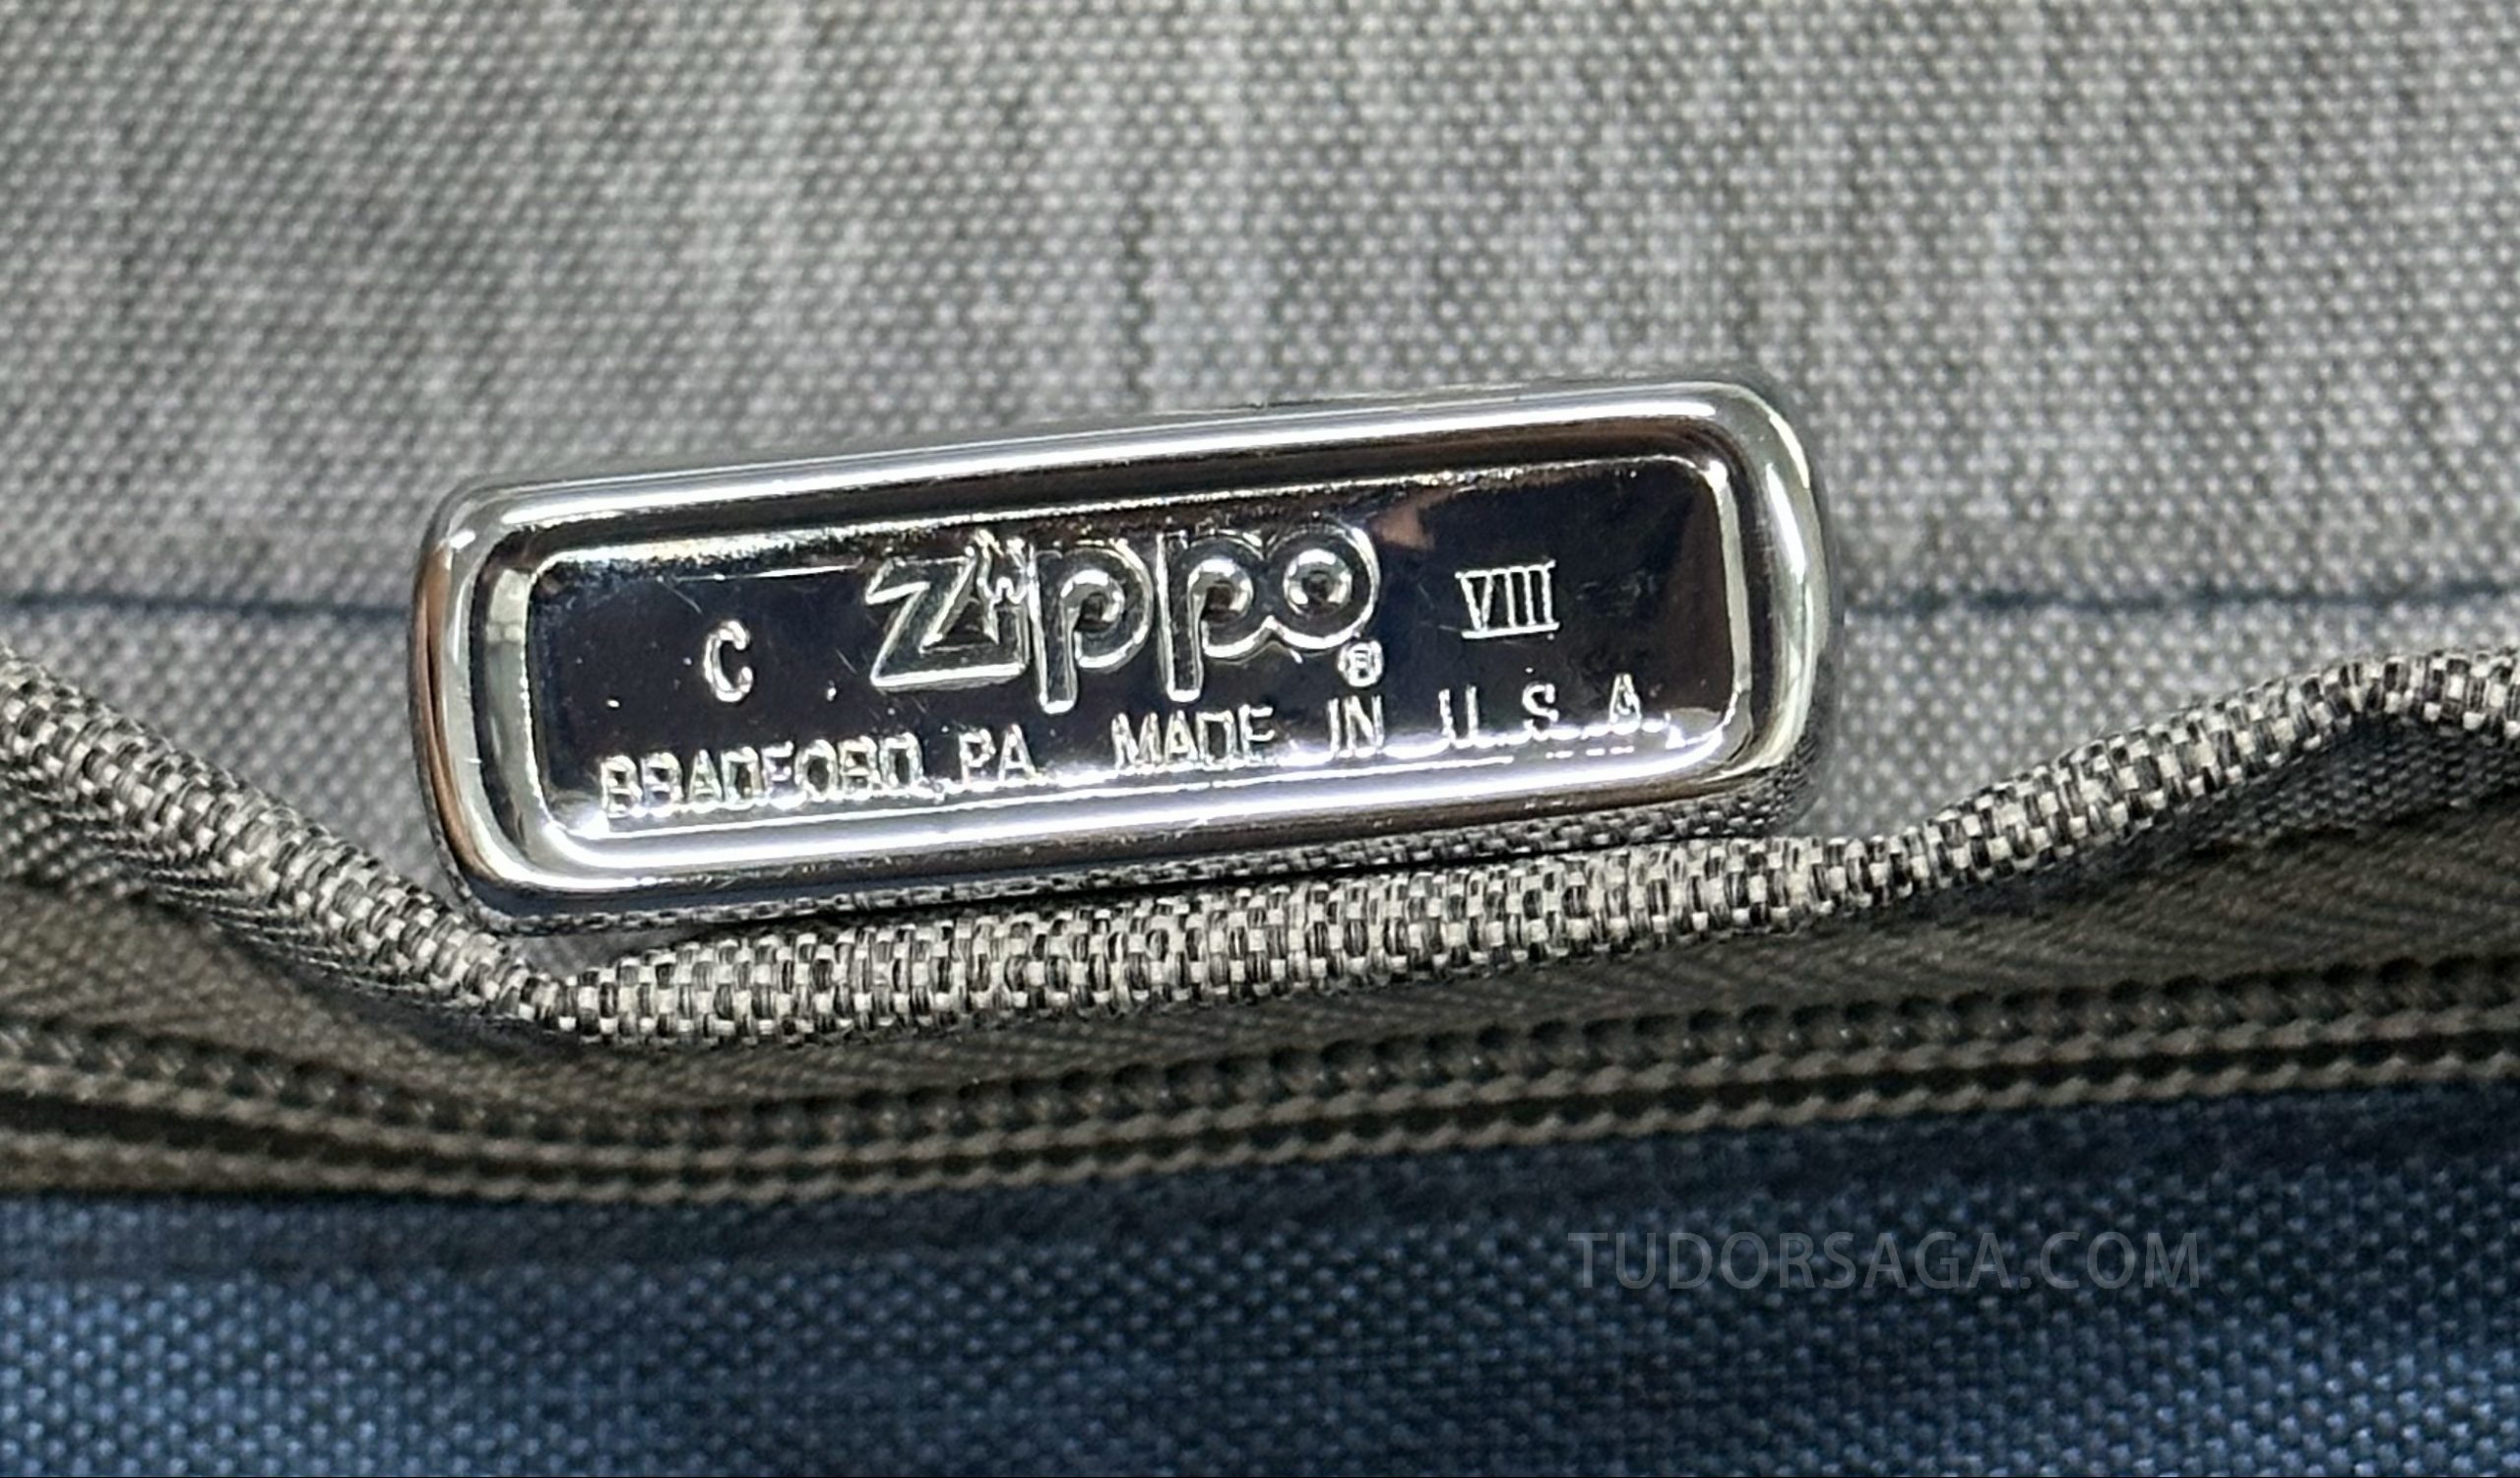 C Zippo® VIII
BRADFORD, PA. MADE IN U.S.A.
TUDORSAGA.COM